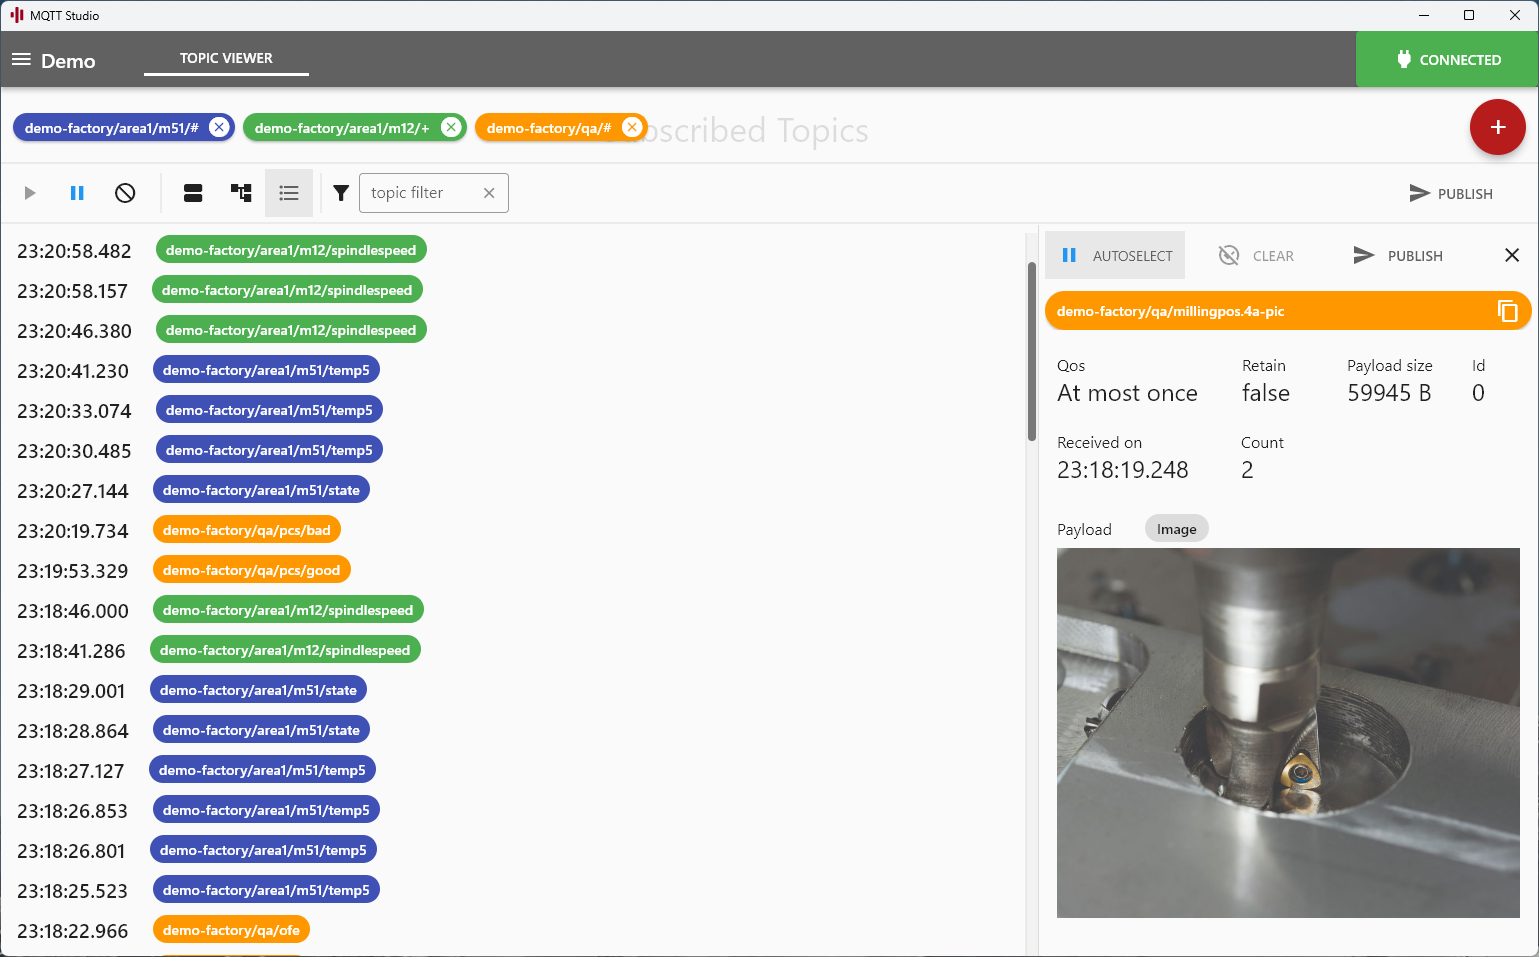 MQTT Studio
Demo
TOPIC VIEWER
CONNECTED
demo-factory/area1/m51/#
demo-factory/area1/m12/+
demo-factory/qa/#
bscribed Topics
topic filter
PUBLISH
23:20:58.482 demo-factory/area1/m12/spindlespeed
23:20:58.157 demo-factory/area1/m12/spindlespeed
23:20:46.380 demo-factory/area1/m12/spindlespeed
23:20:41.230 demo-factory/area1/m51/temp5
23:20:33.074 demo-factory/area1/m51/temp5
23:20:30.485 demo-factory/area1/m51/temp5
23:20:27.144 demo-factory/area1/m51/state
23:20:19.734 demo-factory/qa/pcs/bad
23:19:53.329 demo-factory/qa/pcs/good
23:18:46.000 demo-factory/area1/m12/spindlespeed
23:18:41.286 demo-factory/area1/m12/spindlespeed
23:18:29.001 demo-factory/area1/m51/state
23:18:28.864 demo-factory/area1/m51/state
23:18:27.127 demo-factory/area1/m51/temp5
23:18:26.853 demo-factory/area1/m51/temp5
23:18:26.801 demo-factory/area1/m51/temp5
23:18:25.523 demo-factory/area1/m51/temp5
23:18:22.966 demo-factory/qa/ofe
AUTOSELECT
CLEAR
PUBLISH
demo-factory/qa/millingpos.4a-pic
Qos Retain Payload size Id
At most once false 59945 B 0
Received on Count
23:18:19.248 2
Payload Image